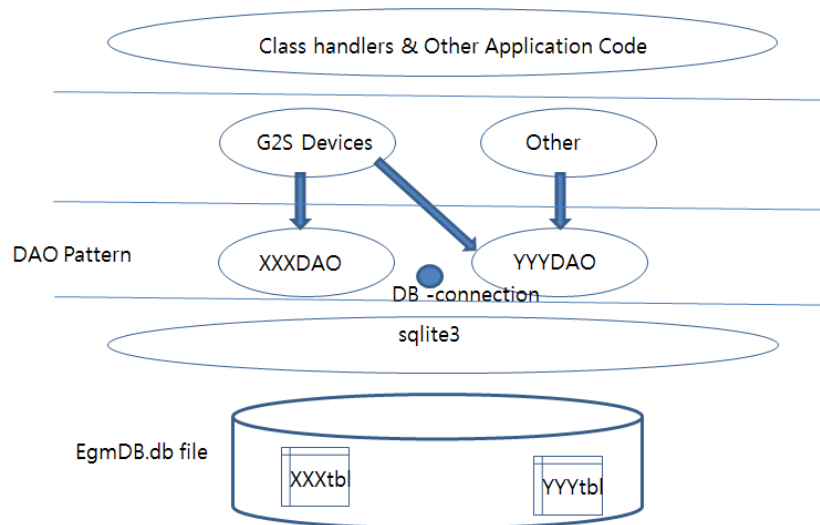 Class handlers & Other Application Code
G2S Devices
Other
DAO Pattern
XXXDAO
YYYDAO
DB -connection
sqlite3
EgmDB.db file
XXXtbl
YYYtbl